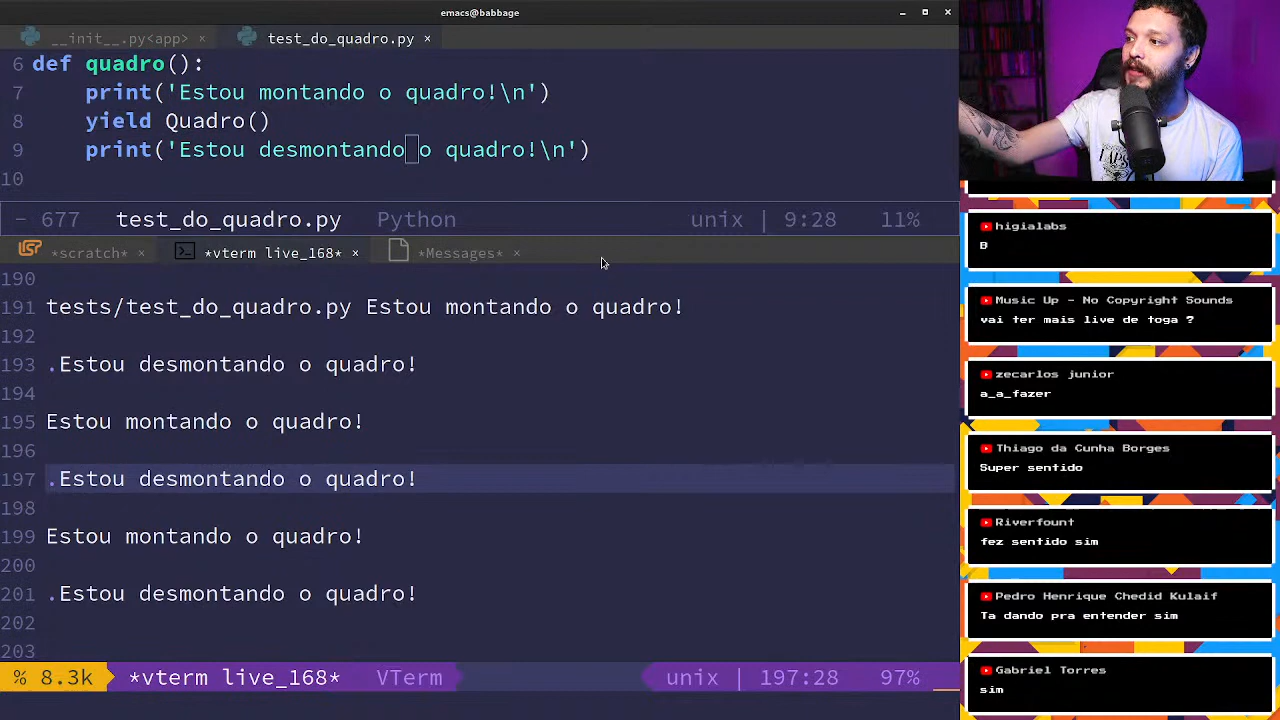 emacs@babbage
__init__.py<app> ×
test_do_quadro.py ×
6 def quadro():
7 print('Estou montando o quadro!\n')
8 yield Quadro()
9 print('Estou desmontando o quadro!\n')
10
- 677 test_do_quadro.py Python unix | 9:28 11%
*scratch* × *vterm live_168* × *Messages* ×
190
191 tests/test_do_quadro.py Estou montando o quadro!
192
193 .Estou desmontando o quadro!
194
195 Estou montando o quadro!
196
197 .Estou desmontando o quadro!
198
199 Estou montando o quadro!
200
201 .Estou desmontando o quadro!
202
203
% 8.3k *vterm live_168* VTerm unix | 197:28 97%
higialabs
B
Music Up - No Copyright Sounds
vai ter mais live de toga ?
zecarlos junior
a_a_fazer
Thiago da Cunha Borges
Super sentido
Riverfount
fez sentido sim
Pedro Henrique Chedid Kulaif
Ta dando pra entender sim
Gabriel Torres
sim